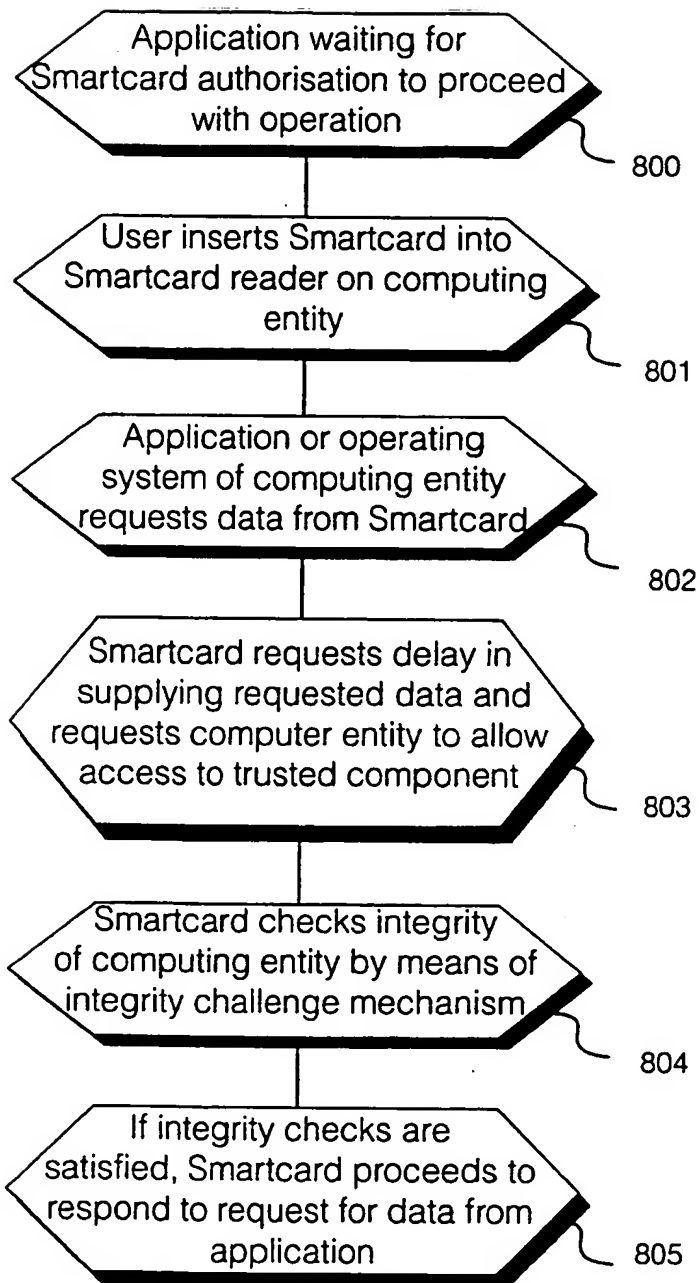 Application waiting for
Smartcard authorisation to proceed
with operation
800
User inserts Smartcard into
Smartcard reader on computing
entity
801
Application or operating
system of computing entity
requests data from Smartcard
802
Smartcard requests delay in
supplying requested data and
requests computer entity to allow
access to trusted component
803
Smartcard checks integrity
of computing entity by means of
integrity challenge mechanism
804
If integrity checks are
satisfied, Smartcard proceeds to
respond to request for data from
application
805